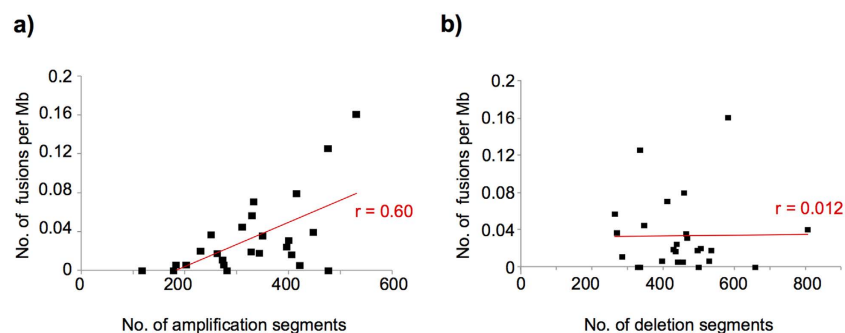 a)
No. of fusions per Mb
0.2
0.16
0.12
0.08
0.04
0
0
200
400
600
r = 0.60
No. of amplification segments
b)
No. of fusions per Mb
0.2
0.16
0.12
0.08
0.04
0
0
200
400
600
800
r = 0.012
No. of deletion segments